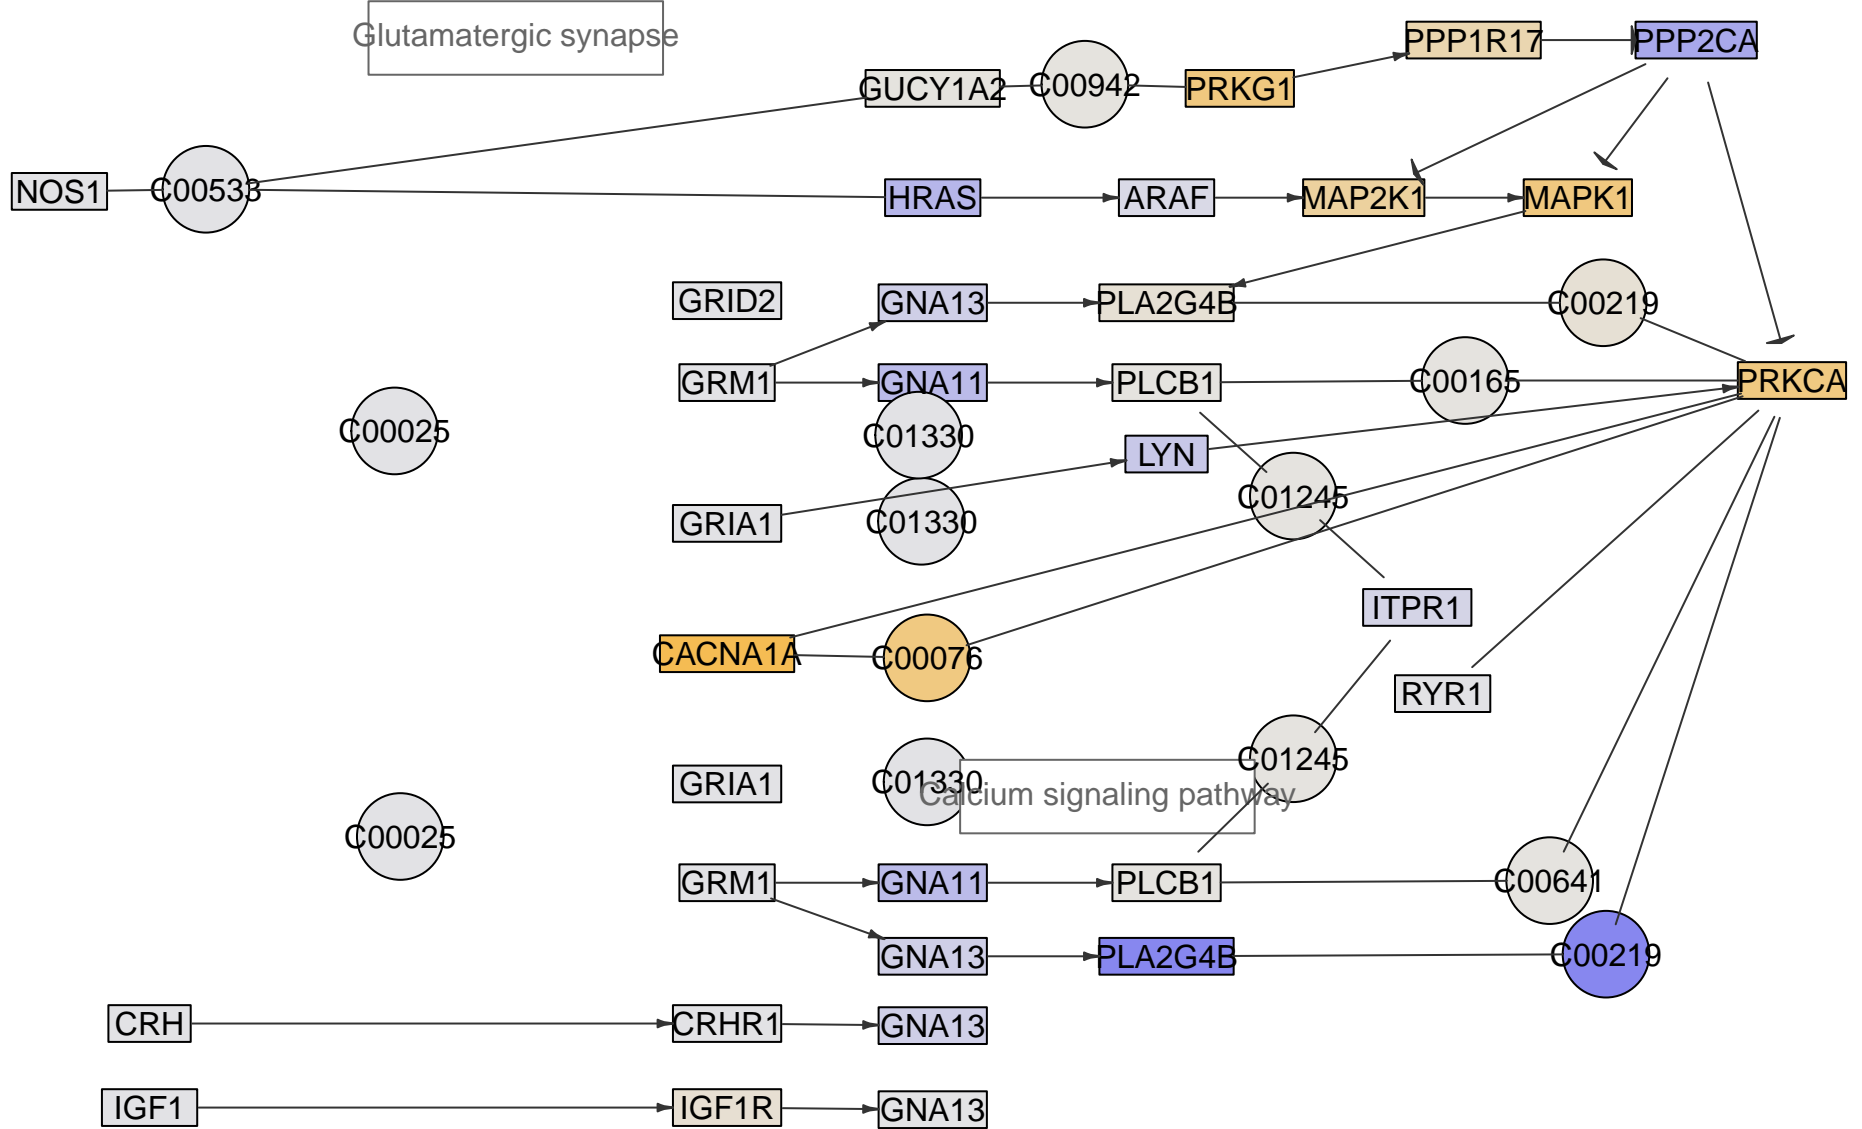 Glutamatergic synapse
PPP1R17
PPP2CA
GUCY1A2
C00942
PRKG1
NOS1
C00533
HRAS
ARAF
MAP2K1
MAPK1
GRID2
GNA13
PLA2G4B
C00219
GRM1
GNA11
PLCB1
C00165
PRKCA
C00025
C01330
LYN
C01245
GRIA1
C01330
ITPR1
CACNA1A
C00076
RYR1
GRIA1
C01330
C01245
Calcium signaling pathway
C00025
GRM1
GNA11
PLCB1
C00641
GNA13
PLA2G4B
C00219
CRH
CRHR1
GNA13
IGF1
IGF1R
GNA13